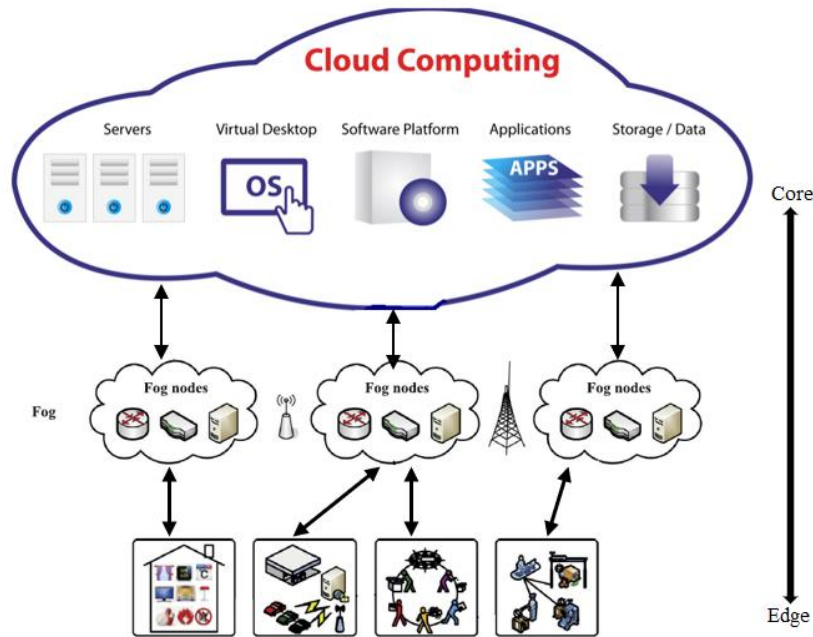 Cloud Computing
Servers
Virtual Desktop
Software Platform
Applications
Storage / Data
OS
APPS
Core
Fog nodes
Fog nodes
Fog nodes
Fog
C
Edge